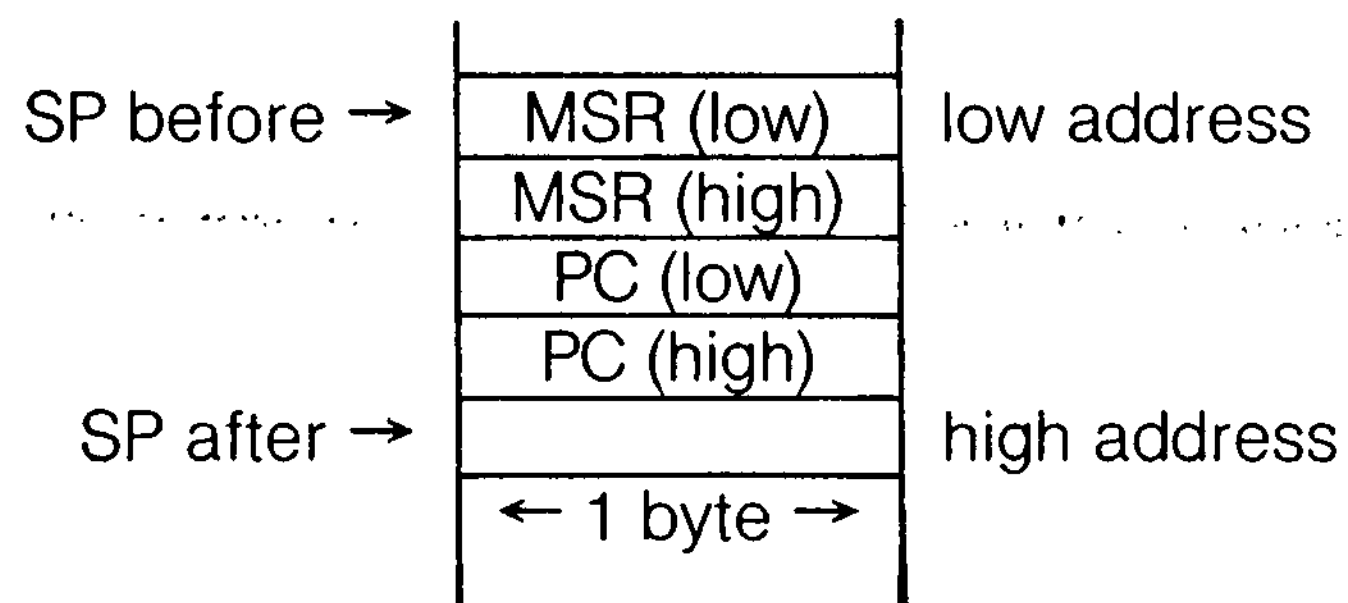 SP before → MSR (low) low address
MSR (high)
PC (low)
PC (high)
SP after → high address
← 1 byte →